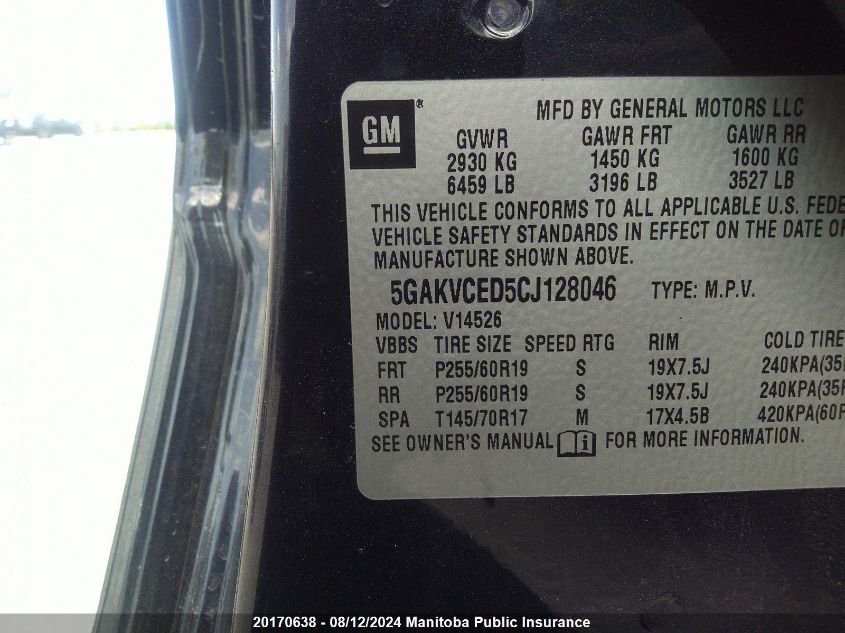 GM®
MFD BY GENERAL MOTORS LLC
GVWR GAWR FRT GAWR RR
2930 KG 1450 KG 1600 KG
6459 LB 3196 LB 3527 LB
THIS VEHICLE CONFORMS TO ALL APPLICABLE U.S. FEDE
VEHICLE SAFETY STANDARDS IN EFFECT ON THE DATE OF
MANUFACTURE SHOWN ABOVE.
5GAKVCED5CJ128046 TYPE: M.P.V.
MODEL: V14526
VBBS TIRE SIZE SPEED RTG RIM COLD TIRE
FRT P255/60R19 S 19X7.5J 240KPA(35
RR P255/60R19 S 19X7.5J 240KPA(35
SPA T145/70R17 M 17X4.5B 420KPA(60
SEE OWNER'S MANUAL FOR MORE INFORMATION.
20170638 - 08/12/2024 Manitoba Public Insurance